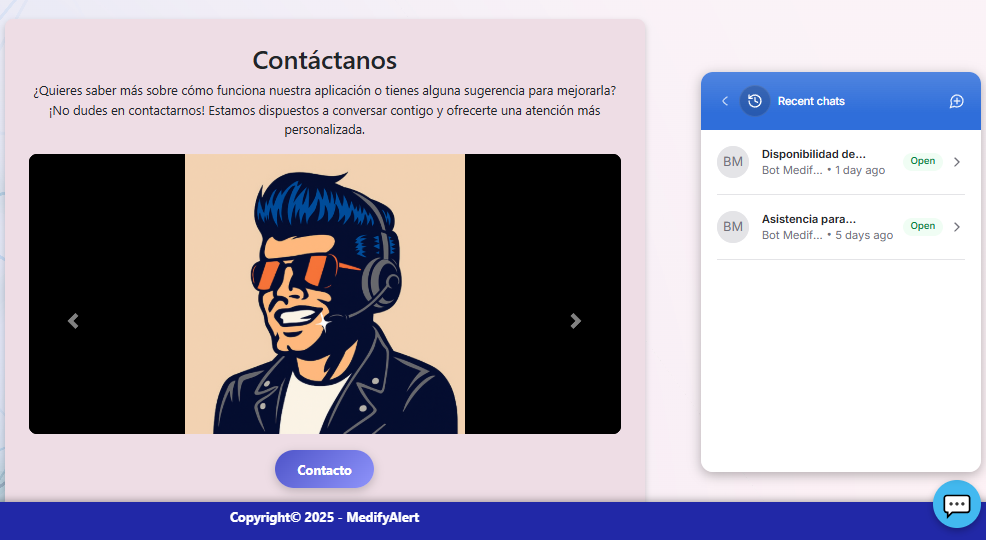 Contáctanos
¿Quieres saber más sobre cómo funciona nuestra aplicación o tienes alguna sugerencia para mejorarla?
¡No dudes en contactarnos! Estamos dispuestos a conversar contigo y ofrecerte una atención más
personalizada.
Contacto
Recent chats
BM
Disponibilidad de...
Bot Medif... • 1 day ago
Open
BM
Asistencia para...
Bot Medif... • 5 days ago
Open
Copyright© 2025 - MedifyAlert